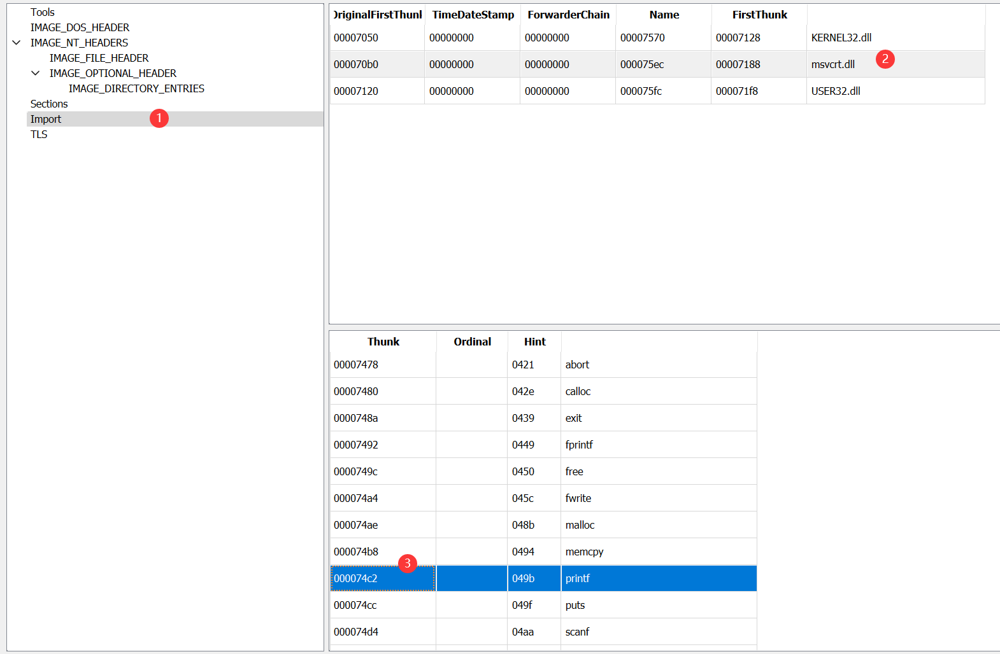 Tools
IMAGE_DOS_HEADER
IMAGE_NT_HEADERS
IMAGE_FILE_HEADER
IMAGE_OPTIONAL_HEADER
IMAGE_DIRECTORY_ENTRIES
Sections
Import 1
TLS
OriginalFirstThunk TimeDateStamp ForwarderChain Name FirstThunk
00007050 00000000 00000000 00007570 00007128 KERNEL32.dll
000070b0 00000000 00000000 000075ec 00007188 msvcrt.dll 2
00007120 00000000 00000000 000075fc 000071f8 USER32.dll
Thunk Ordinal Hint
00007478 0421 abort
00007480 042e calloc
0000748a 0439 exit
00007492 0449 fprintf
0000749c 0450 free
000074a4 045c fwrite
000074ae 048b malloc
000074b8 0494 memcpy
3
000074c2 049b printf
000074cc 049f puts
000074d4 04aa scanf